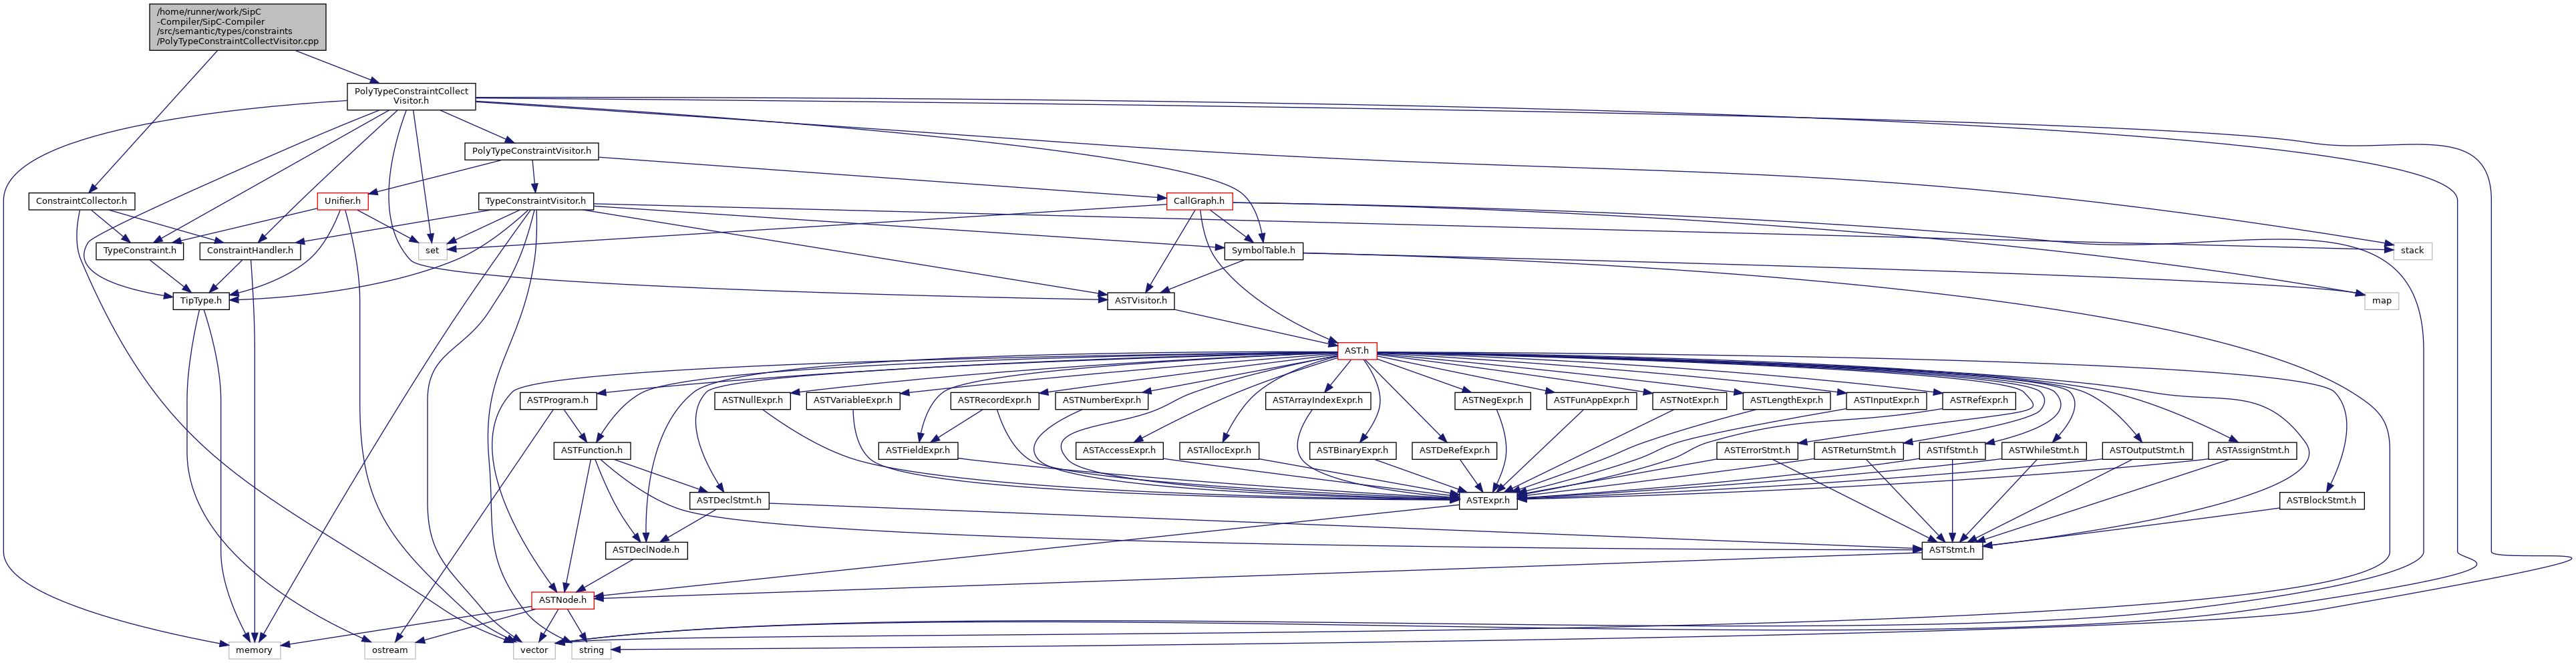 /home/runner/work/SipC
-Compiler/SipC-Compiler
/src/semantic/types/constraints
/PolyTypeConstraintCollectVisitor.cpp
PolyTypeConstraintCollect
Visitor.h
PolyTypeConstraintVisitor.h
ConstraintCollector.h
Unifier.h
TypeConstraintVisitor.h
CallGraph.h
TypeConstraint.h
ConstraintHandler.h
set
SymbolTable.h
stack
TipType.h
ASTVisitor.h
map
AST.h
ASTProgram.h
ASTNullExpr.h
ASTVariableExpr.h
ASTRecordExpr.h
ASTNumberExpr.h
ASTArrayIndexExpr.h
ASTNegExpr.h
ASTFunAppExpr.h
ASTNotExpr.h
ASTLengthExpr.h
ASTInputExpr.h
ASTRefExpr.h
ASTFunction.h
ASTFieldExpr.h
ASTAccessExpr.h
ASTAllocExpr.h
ASTBinaryExpr.h
ASTDeRefExpr.h
ASTErrorStmt.h
ASTReturnStmt.h
ASTIfStmt.h
ASTWhileStmt.h
ASTOutputStmt.h
ASTAssignStmt.h
ASTDeclStmt.h
ASTExpr.h
ASTBlockStmt.h
ASTDeclNode.h
ASTStmt.h
ASTNode.h
memory
ostream
vector
string